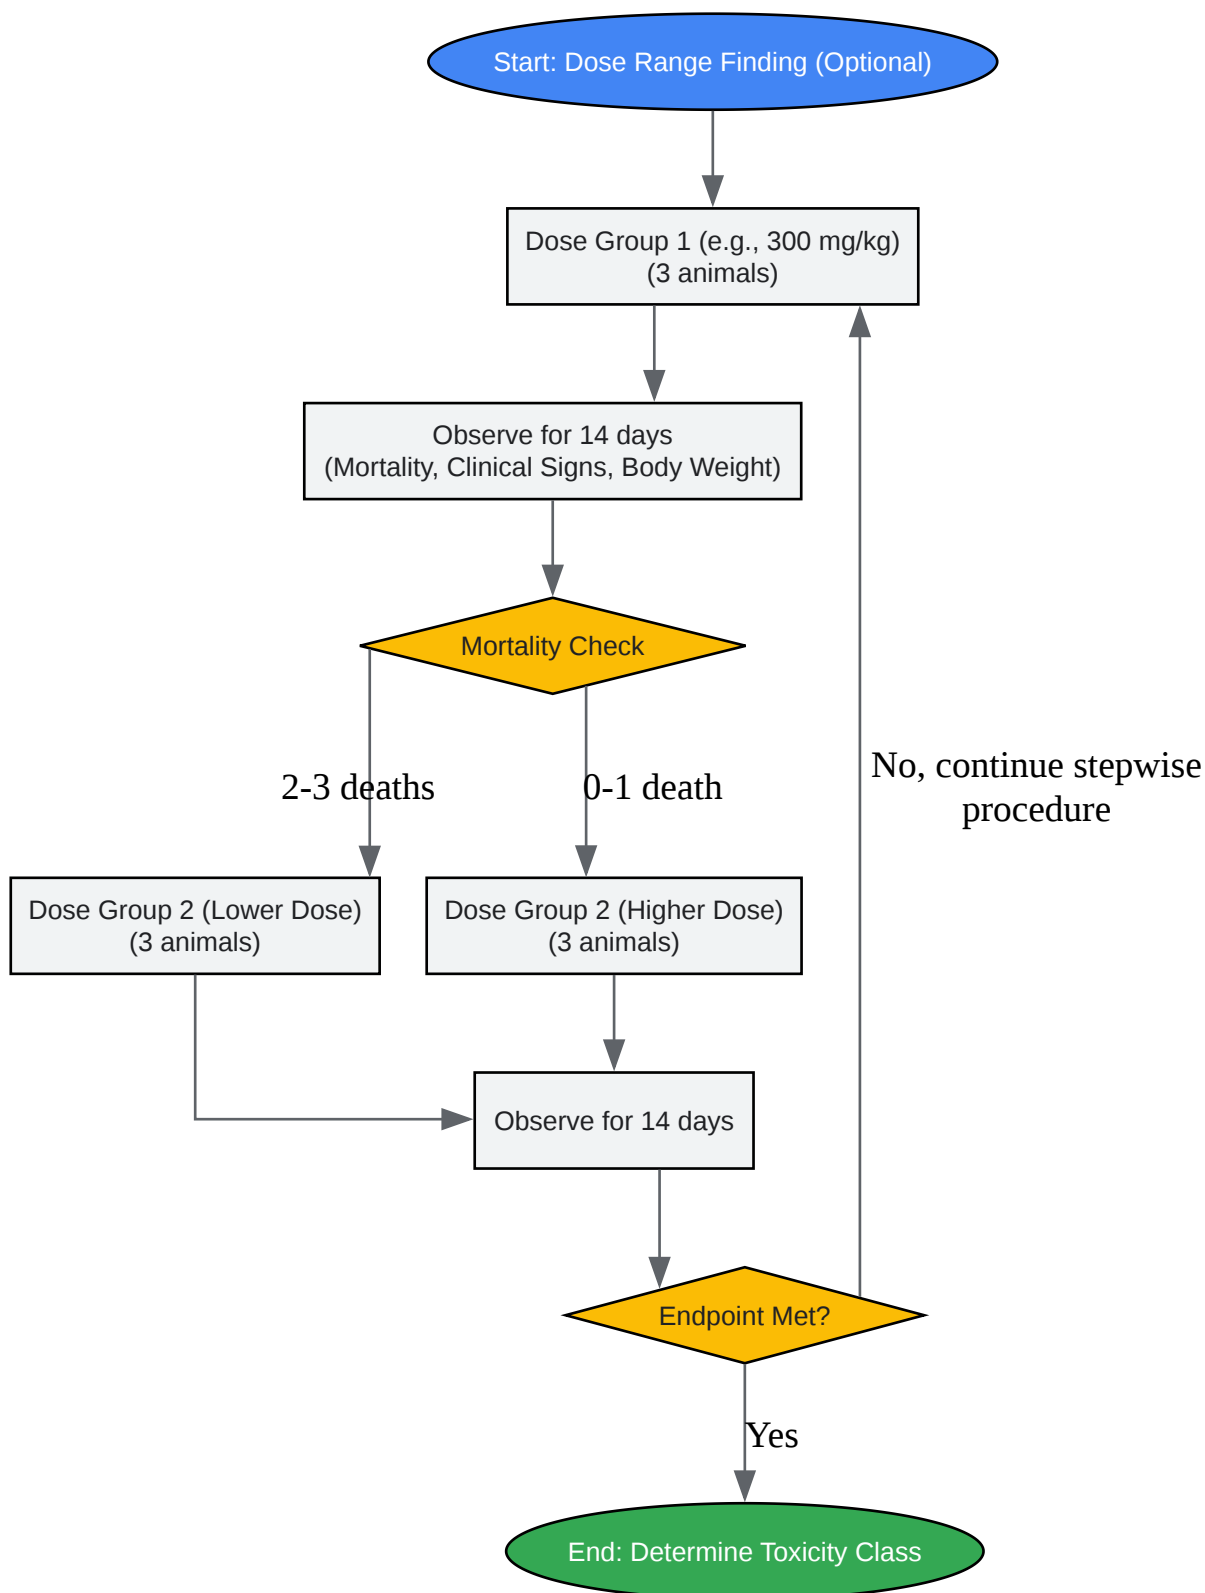 Start: Dose Range Finding (Optional)
Dose Group 1 (e.g., 300 mg/kg)
(3 animals)
Observe for 14 days
(Mortality, Clinical Signs, Body Weight)
Mortality Check
2-3 deaths
0-1 death
No, continue stepwise
procedure
Dose Group 2 (Lower Dose)
(3 animals)
Dose Group 2 (Higher Dose)
(3 animals)
Observe for 14 days
Endpoint Met?
Yes
End: Determine Toxicity Class